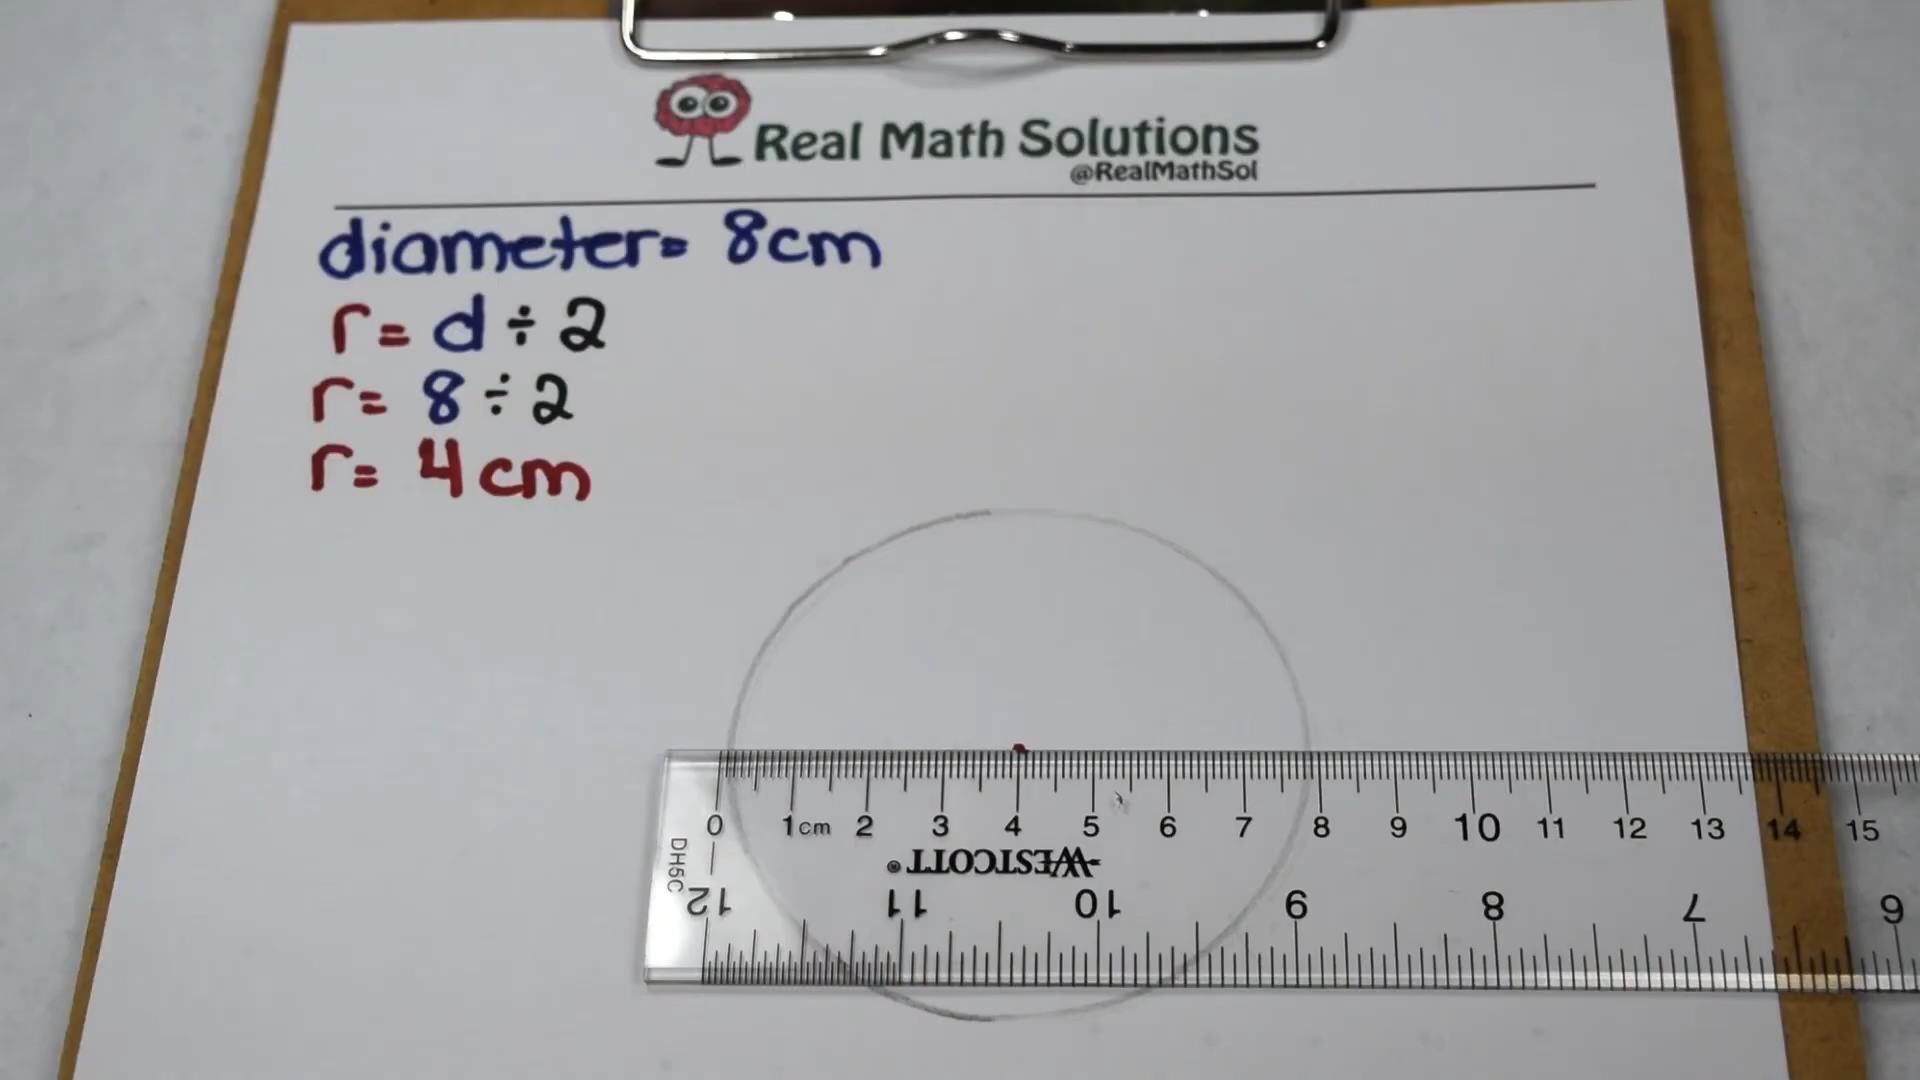 Real Math Solutions
@RealMathSol
diameter= 8cm
r= d ÷ 2
r= 8 ÷ 2
r= 4cm
0 1cm 2 3 4 5 6 7 8 9 10 11 12 13 14 15
DH5C
WESTCOTT®
12 11 10 9 8 7 6